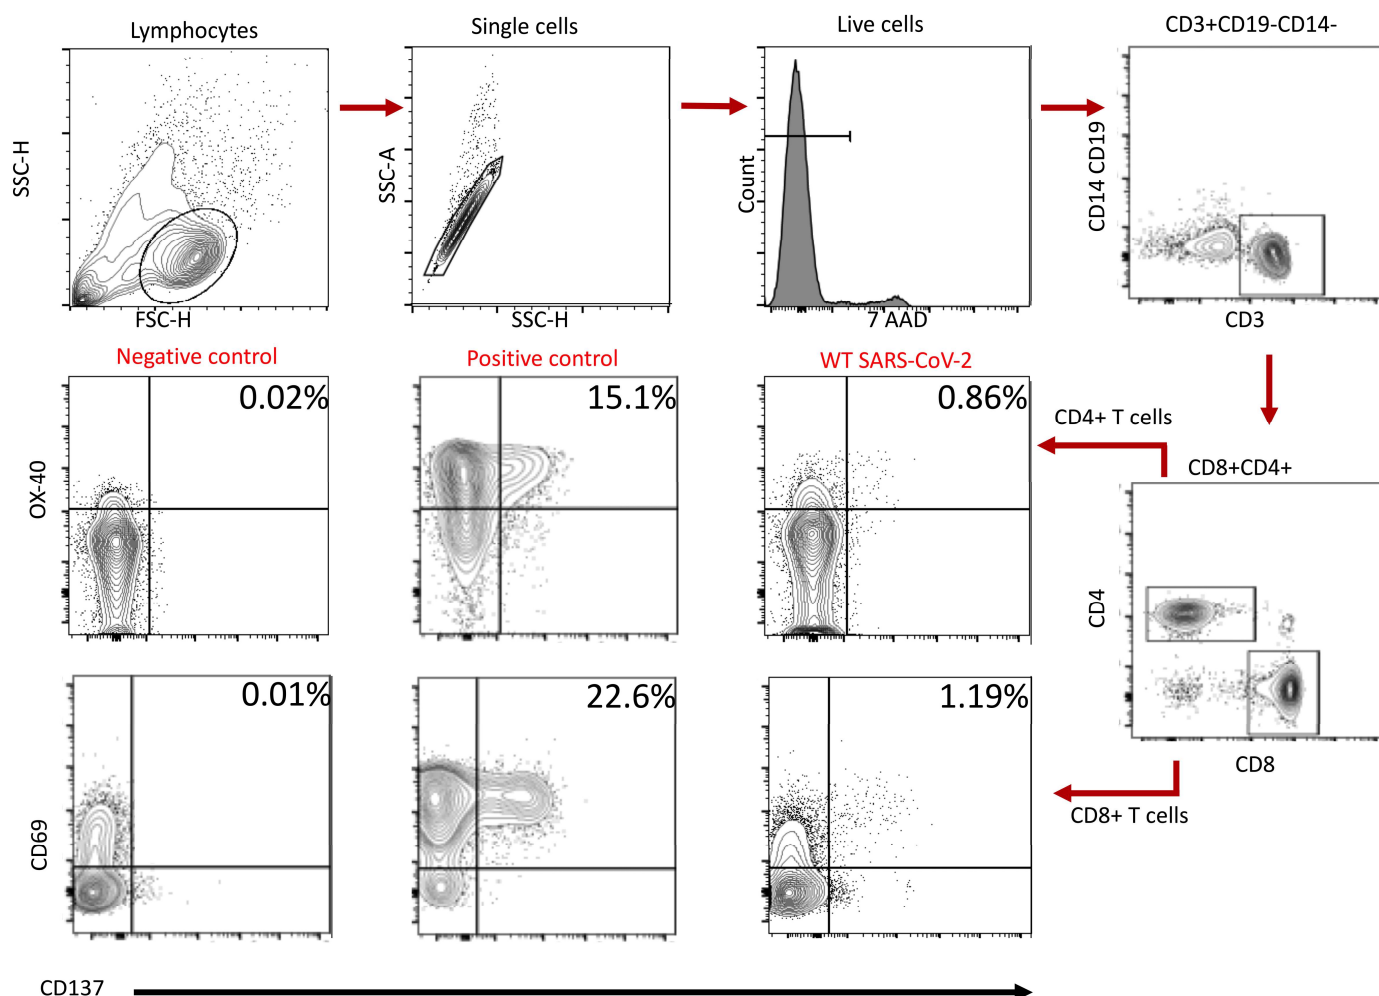 Lymphocytes
Single cells
Live cells
CD3+CD19-CD14-
SSC-H
FSC-H
SSC-A
SSC-H
Count
7 AAD
CD14 CD19
CD3
Negative control
Positive control
WT SARS-CoV-2
OX-40
0.02%
15.1%
0.86%
CD4+ T cells
CD8+CD4+
CD4
CD8
CD69
0.01%
22.6%
1.19%
CD8+ T cells
CD137